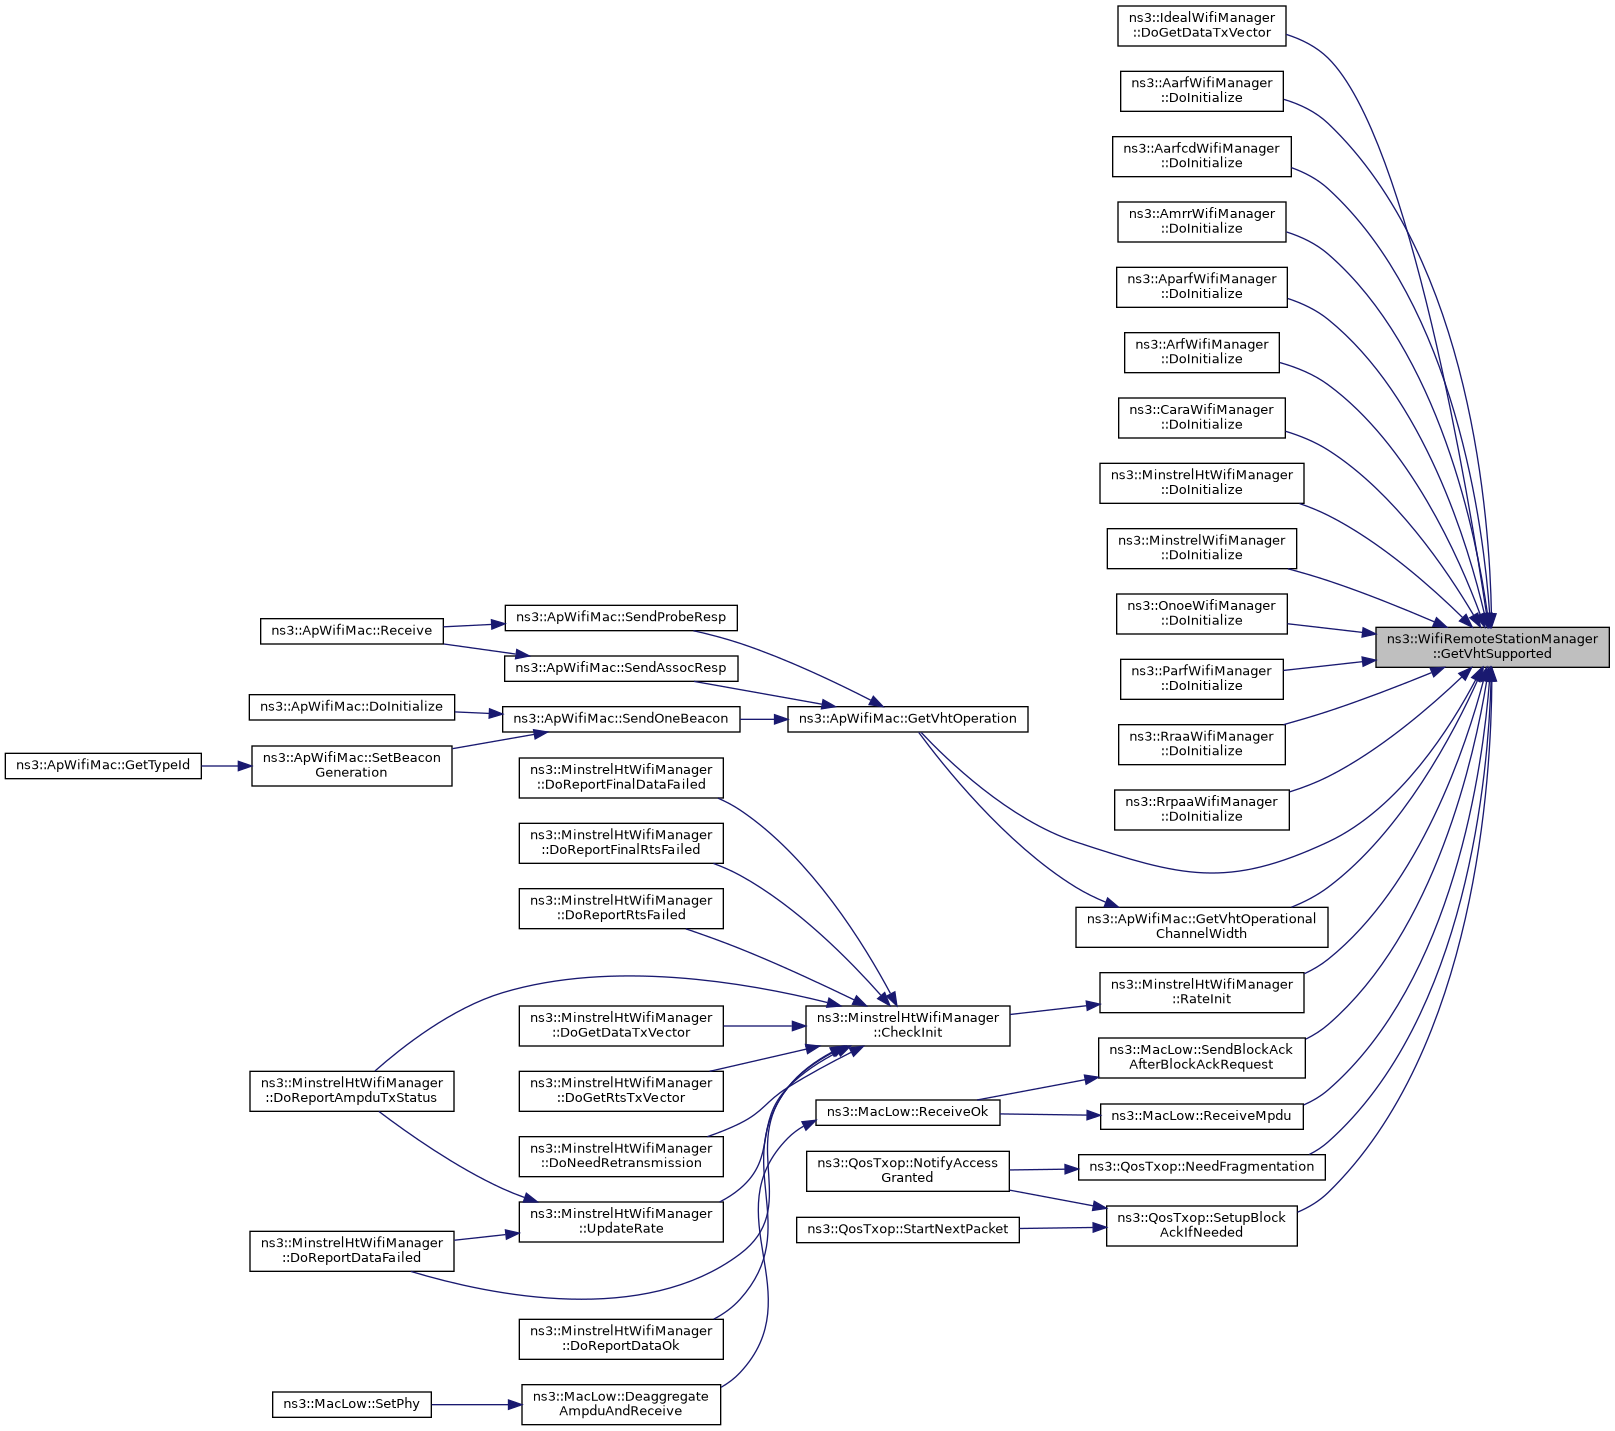 ns3::IdealWifiManager
::DoGetDataTxVector
ns3::AarfWifiManager
::DoInitialize
ns3::AarfcdWifiManager
::DoInitialize
ns3::AmrrWifiManager
::DoInitialize
ns3::AparfWifiManager
::DoInitialize
ns3::ArfWifiManager
::DoInitialize
ns3::CaraWifiManager
::DoInitialize
ns3::MinstrelHtWifiManager
::DoInitialize
ns3::MinstrelWifiManager
::DoInitialize
ns3::OnoeWifiManager
::DoInitialize
ns3::WifiRemoteStationManager
::GetVhtSupported
ns3::ParfWifiManager
::DoInitialize
ns3::RraaWifiManager
::DoInitialize
ns3::RrpaaWifiManager
::DoInitialize
ns3::ApWifiMac::SendProbeResp
ns3::ApWifiMac::Receive
ns3::ApWifiMac::SendAssocResp
ns3::ApWifiMac::DoInitialize
ns3::ApWifiMac::SendOneBeacon
ns3::ApWifiMac::GetVhtOperation
ns3::ApWifiMac::GetTypeId
ns3::ApWifiMac::SetBeacon
Generation
ns3::MinstrelHtWifiManager
::DoReportFinalDataFailed
ns3::MinstrelHtWifiManager
::DoReportFinalRtsFailed
ns3::MinstrelHtWifiManager
::DoReportRtsFailed
ns3::ApWifiMac::GetVhtOperational
ChannelWidth
ns3::MinstrelHtWifiManager
::RateInit
ns3::MinstrelHtWifiManager
::DoGetDataTxVector
ns3::MinstrelHtWifiManager
::CheckInit
ns3::MinstrelHtWifiManager
::DoReportAmpduTxStatus
ns3::MinstrelHtWifiManager
::DoGetRtsTxVector
ns3::MacLow::SendBlockAck
AfterBlockAckRequest
ns3::MacLow::ReceiveOk
ns3::MacLow::ReceiveMpdu
ns3::MinstrelHtWifiManager
::DoNeedRetransmission
ns3::QosTxop::NotifyAccess
Granted
ns3::QosTxop::NeedFragmentation
ns3::MinstrelHtWifiManager
::UpdateRate
ns3::QosTxop::StartNextPacket
ns3::QosTxop::SetupBlock
AckIfNeeded
ns3::MinstrelHtWifiManager
::DoReportDataFailed
ns3::MinstrelHtWifiManager
::DoReportDataOk
ns3::MacLow::SetPhy
ns3::MacLow::Deaggregate
AmpduAndReceive